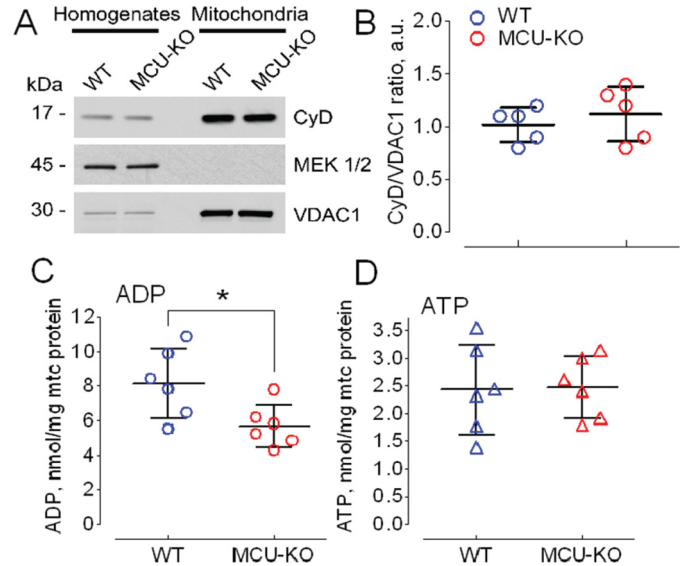 A
Homogenates Mitochondria
WT MCU-KO WT MCU-KO
kDa
17 - CyD
45 - MEK 1/2
30 - VDAC1
B
WT
MCU-KO
CyD/VDAC1 ratio, a.u.
2.0
1.5
1.0
0.5
0.0
C
ADP
*
ADP, nmol/mg mtc protein
12
10
8
6
4
2
0
WT MCU-KO
D
ATP
ATP, nmol/mg mtc protein
3.5
3.0
2.5
2.0
1.5
1.0
0.5
0.0
WT MCU-KO